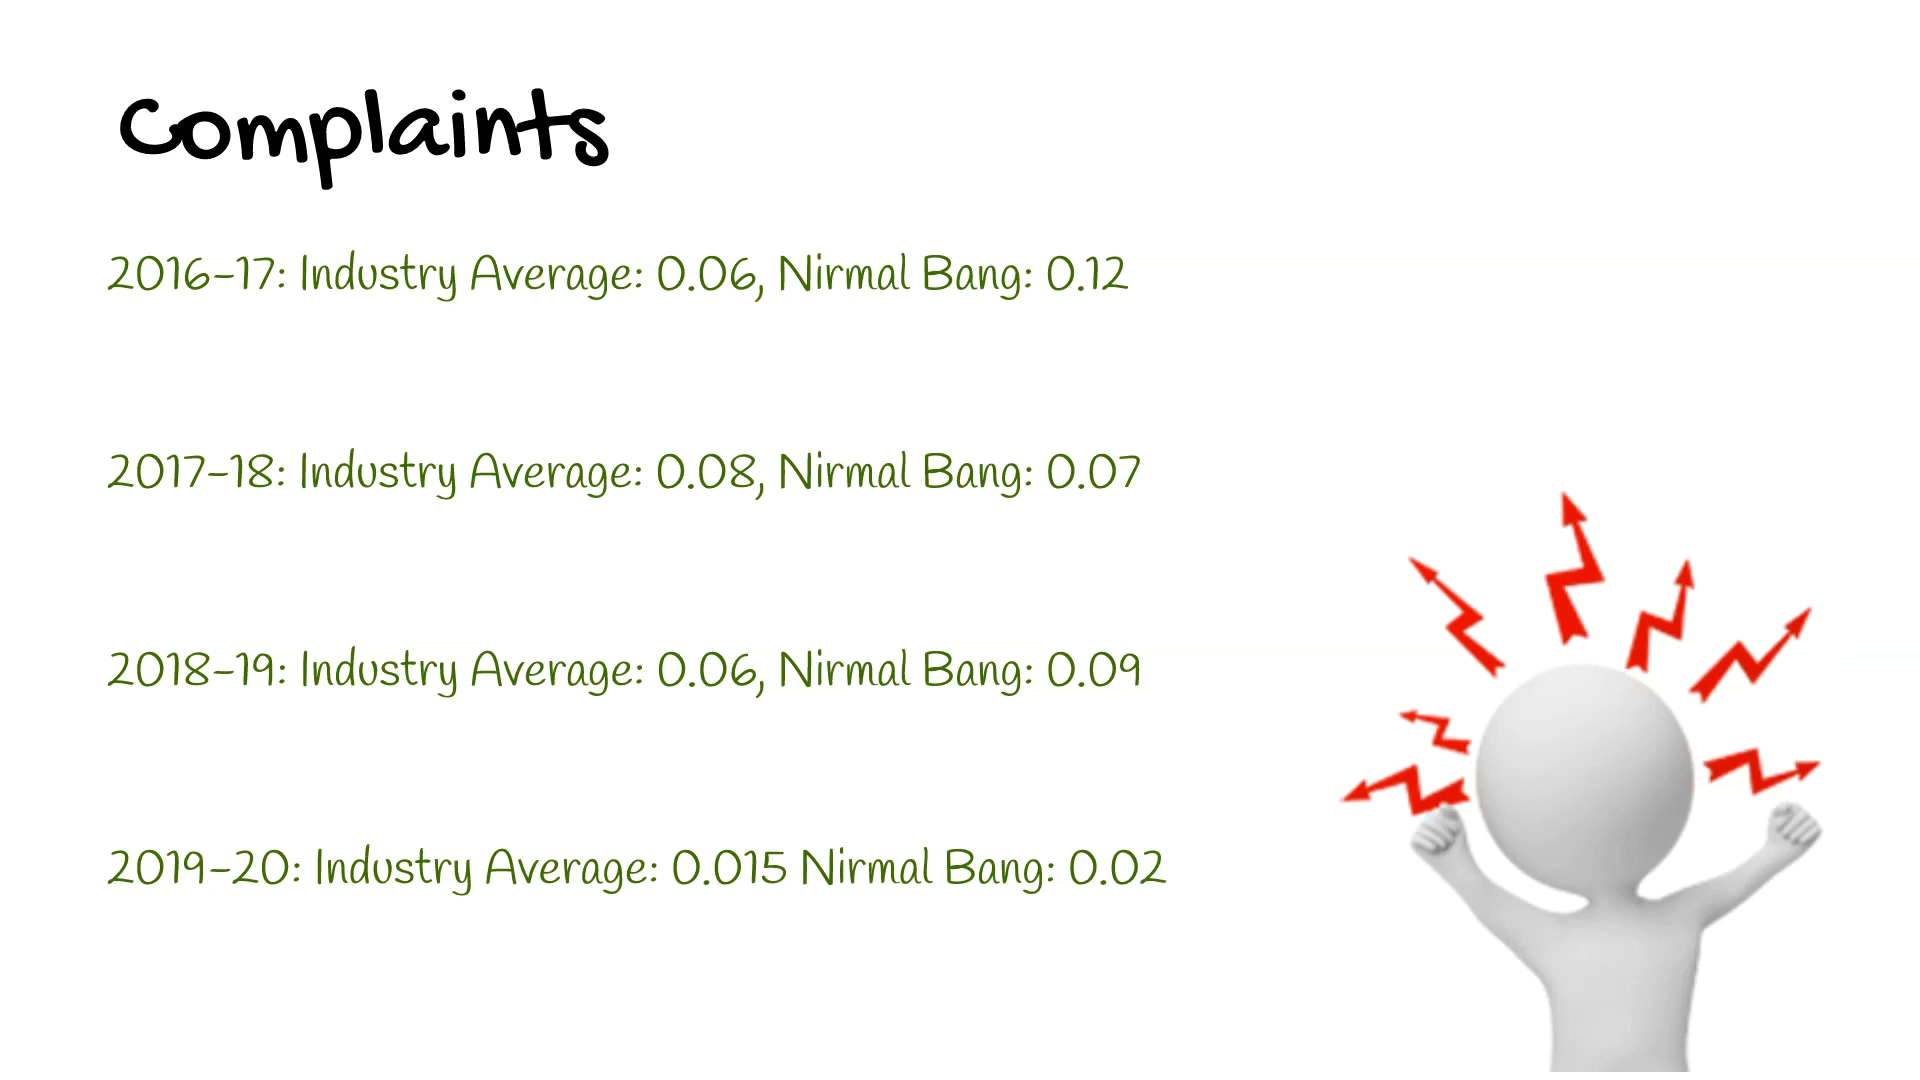 Complaints
2016-17: Industry Average: 0.06, Nirmal Bang: 0.12
2017-18: Industry Average: 0.08, Nirmal Bang: 0.07
2018-19: Industry Average: 0.06, Nirmal Bang: 0.09
2019-20: Industry Average: 0.015 Nirmal Bang: 0.02